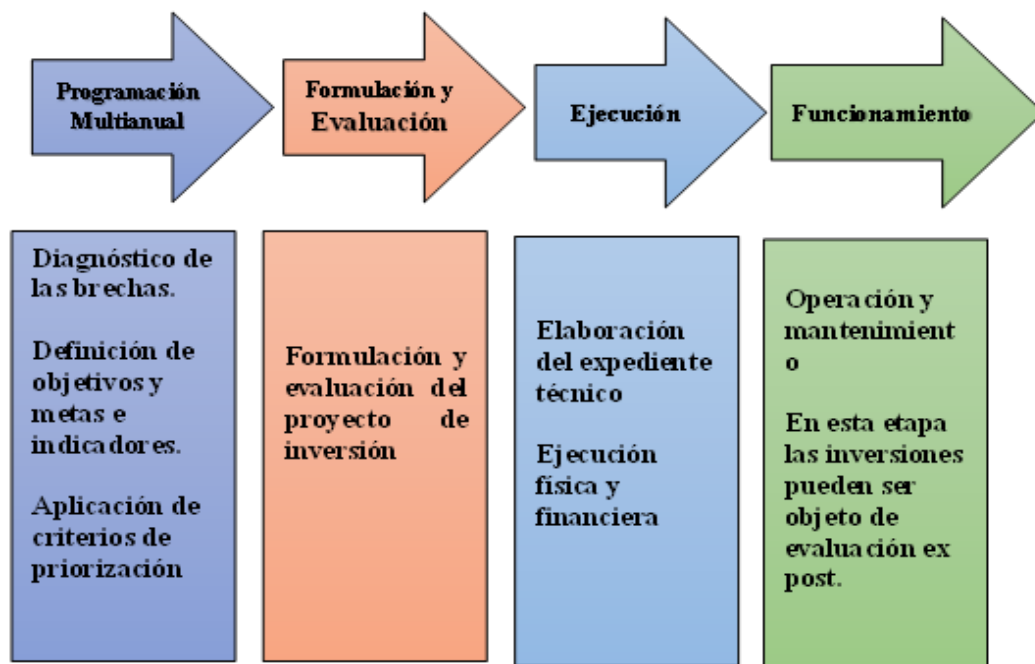 Programación
Multianual
Formulación y
Evaluación
Ejecución
Funcionamiento
Diagnóstico de
las brechas.
Definición de
objetivos y
metas e
indicadores.
Aplicación de
criterios de
priorización
Formulación y
evaluación del
proyecto de
inversión
Elaboración
del expediente
técnico
Ejecución
física y
financiera
Operación y
mantenimient
o
En esta etapa
las inversiones
pueden ser
objeto de
evaluación ex
post.